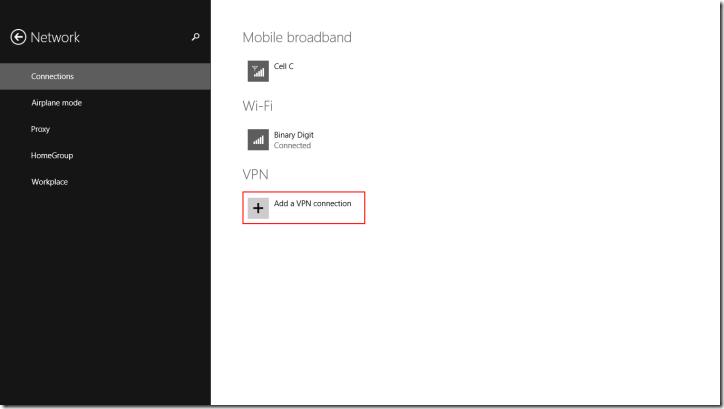 Network
Connections
Airplane mode
Proxy
HomeGroup
Workplace
Mobile broadband
Cell C
Wi-Fi
Binary Digit
Connected
VPN
Add a VPN connection